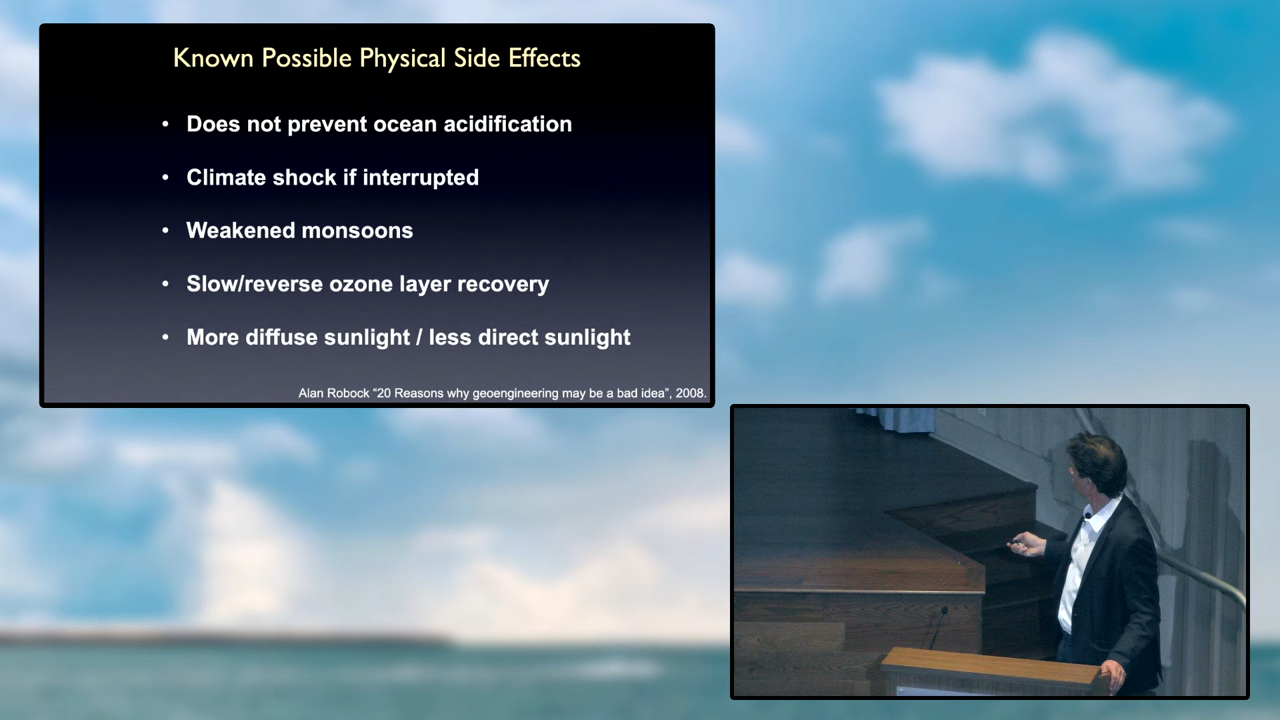 Known Possible Physical Side Effects
• Does not prevent ocean acidification
• Climate shock if interrupted
• Weakened monsoons
• Slow/reverse ozone layer recovery
• More diffuse sunlight / less direct sunlight
Alan Robock “20 Reasons why geoengineering may be a bad idea”, 2008.